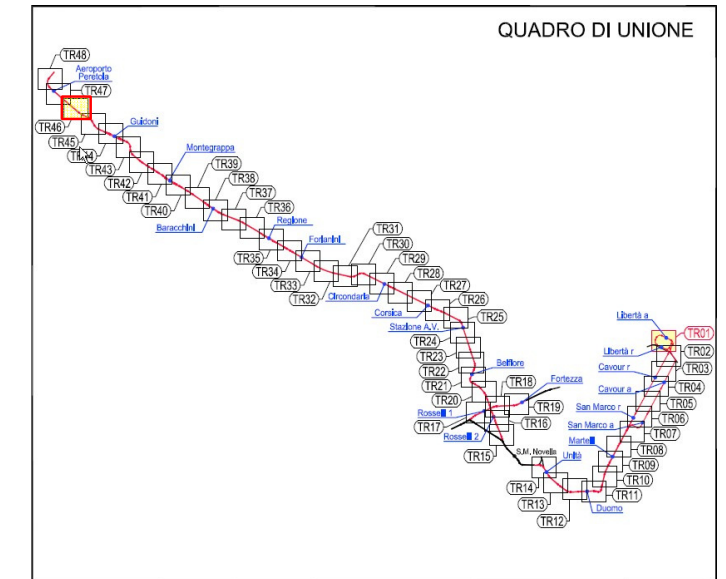 QUADRO DI UNIONE
TR48
Aeroporto
Peretola
TR47
TR46
Guidoni
TR45
TR43
Montegrappa
TR42
TR39
TR41
TR38
TR40
TR37
TR36
Baracchini
Regione
TR35
TR31
Forlanini
TR30
TR34
TR29
TR33
TR28
TR32
Circondaria
TR27
Corsica
TR26
Stazione A.V.
TR25
Libertà a
TR01
TR24
Libertà r
TR02
TR23
TR03
Belfiore
Cavour r
TR22
TR18
Fortezza
TR04
TR21
Cavour a
TR20
TR05
TR19
San Marco r
TR06
Rosselli 1
TR16
San Marco a
TR17
TR07
Rosselli 2
Martelli
TR08
TR15
S.M. Novella
Unità
TR09
TR14
TR10
TR13
TR11
TR12
Duomo